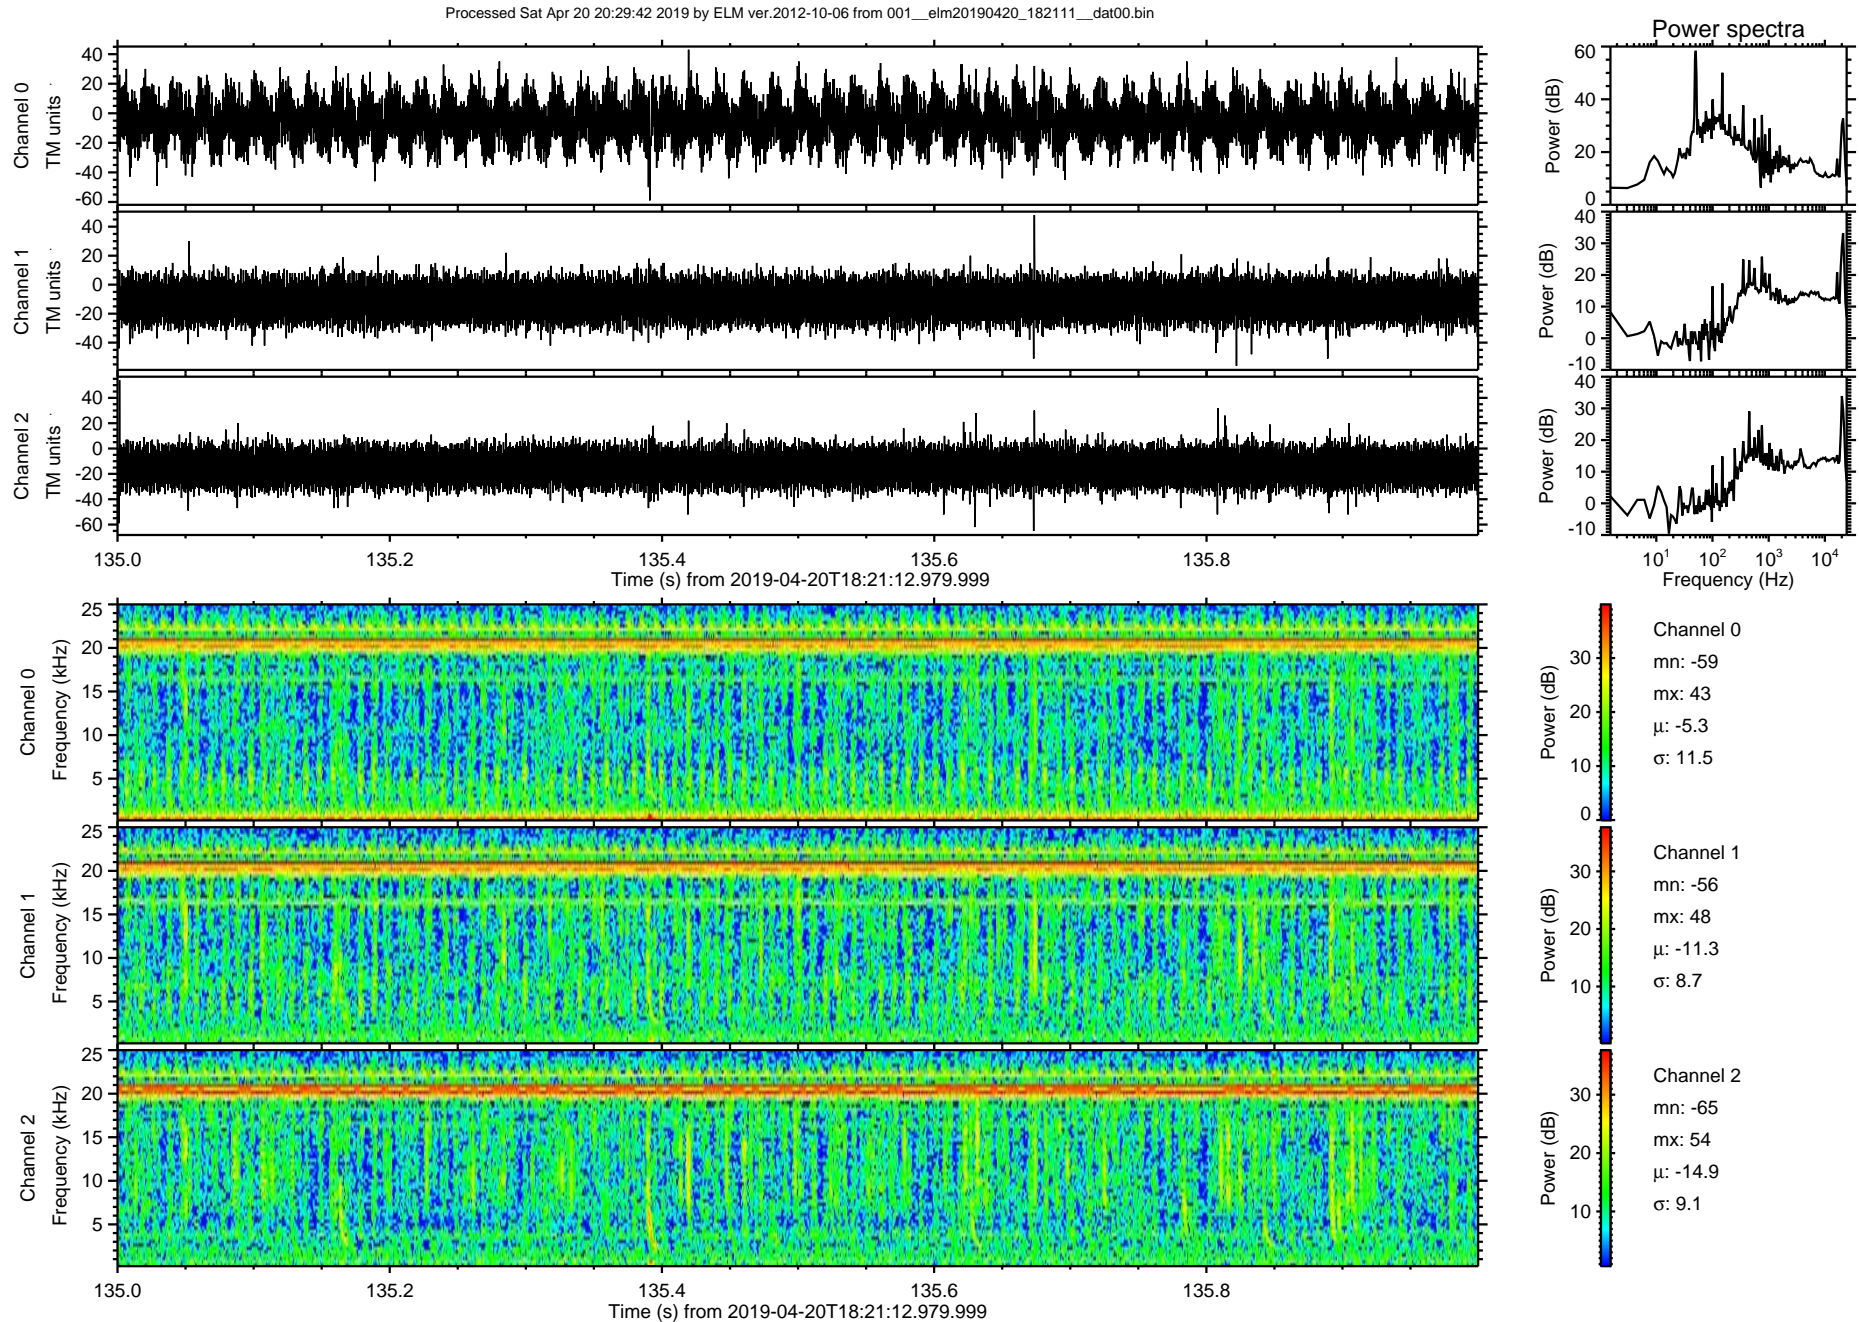 Processed Sat Apr 20 20:29:42 2019 by ELM ver.2012-10-06 from 001__elm20190420_182111__dat00.bin
Power spectra
Channel 0
TM units
40
20
0
-20
-40
-60
Power (dB)
60
40
20
0
Channel 1
TM units
40
20
0
-20
-40
Power (dB)
40
30
20
10
0
-10
Channel 2
TM units
40
20
0
-20
-40
-60
Power (dB)
40
30
20
10
0
-10
135.0 135.2 135.4 135.6 135.8
Time (s) from 2019-04-20T18:21:12.979.999
10^1 10^2 10^3 10^4
Frequency (Hz)
Channel 0
Frequency (kHz)
25
20
15
10
5
Power (dB)
30
20
10
0
Channel 0
mn: -59
mx: 43
μ: -5.3
σ: 11.5
Channel 1
Frequency (kHz)
25
20
15
10
5
Power (dB)
30
20
10
Channel 1
mn: -56
mx: 48
μ: -11.3
σ: 8.7
Channel 2
Frequency (kHz)
25
20
15
10
5
Power (dB)
30
20
10
Channel 2
mn: -65
mx: 54
μ: -14.9
σ: 9.1
135.0 135.2 135.4 135.6 135.8
Time (s) from 2019-04-20T18:21:12.979.999